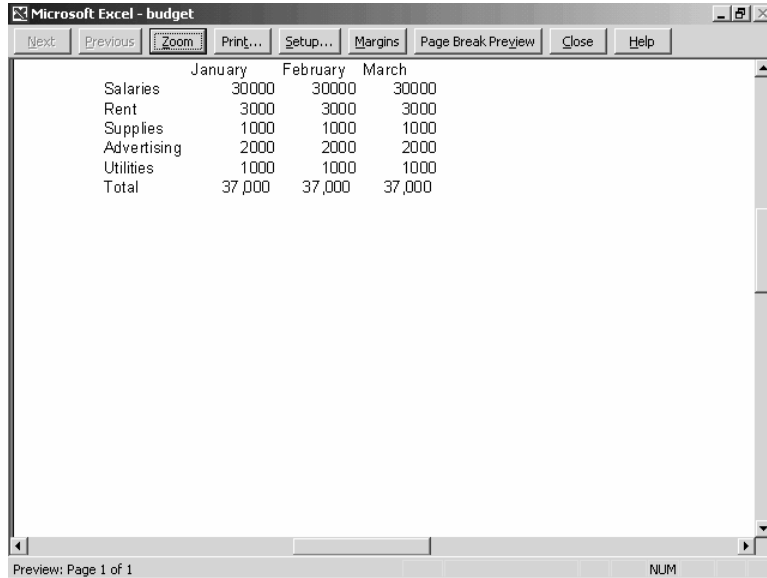 Microsoft Excel - budget
Next Previous Zoom Print... Setup... Margins Page Break Preview Close Help
January February March
Salaries 30000 30000 30000
Rent 3000 3000 3000
Supplies 1000 1000 1000
Advertising 2000 2000 2000
Utilities 1000 1000 1000
Total 37,000 37,000 37,000
Preview: Page 1 of 1 NUM